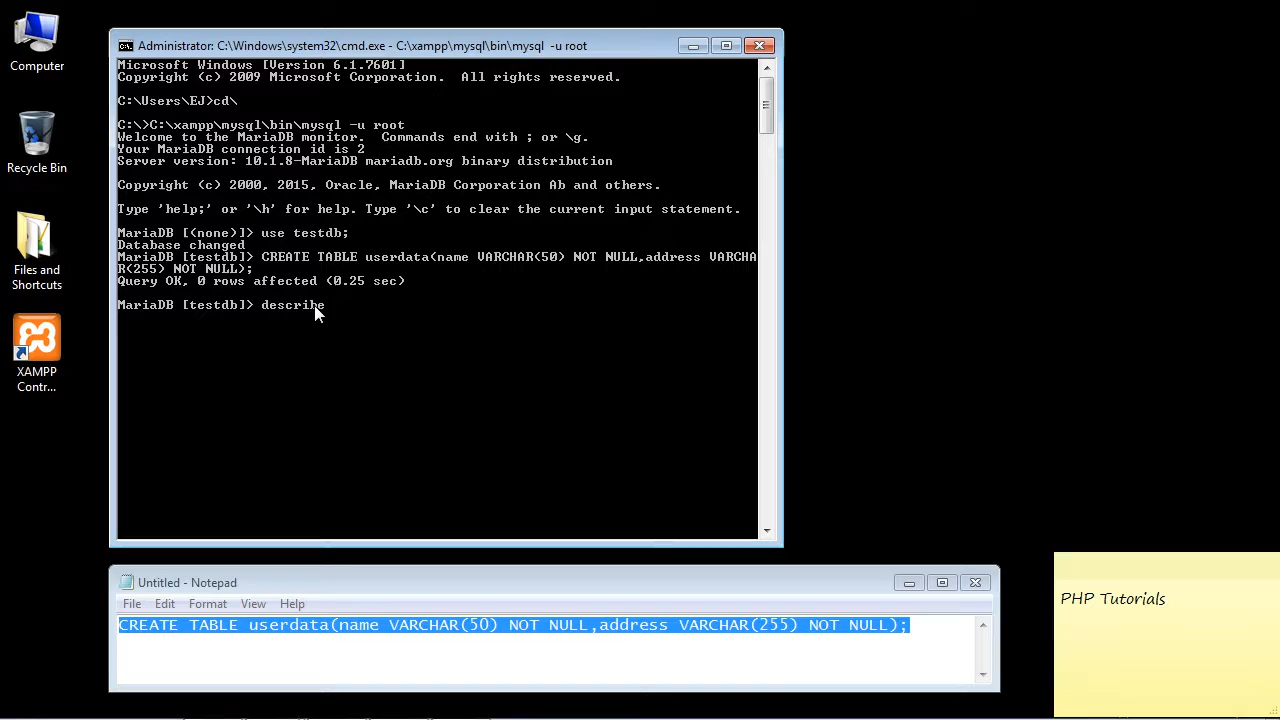 Computer
Recycle Bin
Files and
Shortcuts
XAMPP
Contr...
Administrator: C:\Windows\system32\cmd.exe - C:\xampp\mysql\bin\mysql -u root
Microsoft Windows [Version 6.1.7601]
Copyright (c) 2009 Microsoft Corporation.  All rights reserved.
C:\Users\EJ>cd\
C:\>C:\xampp\mysql\bin\mysql -u root
Welcome to the MariaDB monitor.  Commands end with ; or \g.
Your MariaDB connection id is 2
Server version: 10.1.8-MariaDB mariadb.org binary distribution
Copyright (c) 2000, 2015, Oracle, MariaDB Corporation Ab and others.
Type 'help;' or '\h' for help. Type '\c' to clear the current input statement.
MariaDB [(none)]> use testdb;
Database changed
MariaDB [testdb]> CREATE TABLE userdata(name VARCHAR(50) NOT NULL,address VARCHA
R(255) NOT NULL);
Query OK, 0 rows affected (0.25 sec)
MariaDB [testdb]> describe
Untitled - Notepad
File Edit Format View Help
CREATE TABLE userdata(name VARCHAR(50) NOT NULL,address VARCHAR(255) NOT NULL);
PHP Tutorials